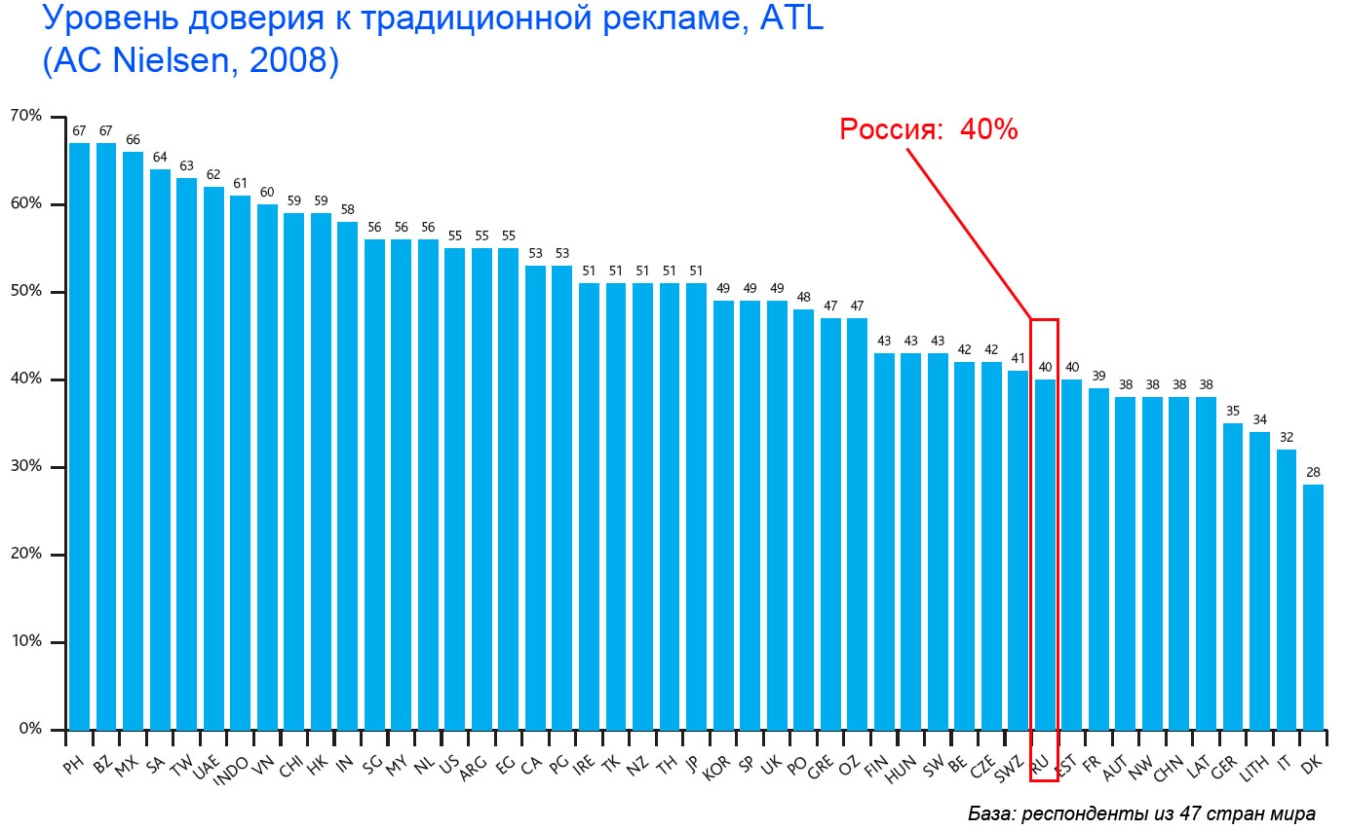 Уровень доверия к традиционной рекламе, ATL
(AC Nielsen, 2008)
Россия: 40%
70%
60%
50%
40%
30%
20%
10%
0%
67 67 66 64 63 62 61 60 59 59 58 56 56 56 55 55 55 53 53 51 51 51 51 51 49 49 49 48 47 47 43 43 43 42 42 41 40 40 39 38 38 38 38 35 34 32 28
PH BZ MX SA TW UAE INDO VN CHI HK IN SG MY NL US ARG EG CA PG IRE TK NZ TH JP KOR SP UK PO GRE OZ FIN HUN SW BE CZE SWZ RU EST FR AUT NW CHN LAT GER LITH IT DK
База: респонденты из 47 стран мира